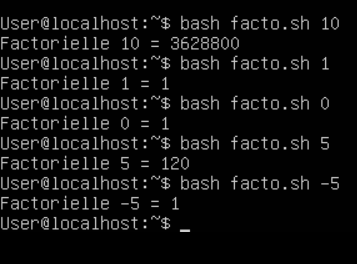 User@localhost:~$ bash facto.sh 10
Factorielle 10 = 3628800
User@localhost:~$ bash facto.sh 1
Factorielle 1 = 1
User@localhost:~$ bash facto.sh 0
Factorielle 0 = 1
User@localhost:~$ bash facto.sh 5
Factorielle 5 = 120
User@localhost:~$ bash facto.sh -5
Factorielle -5 = 1
User@localhost:~$ _